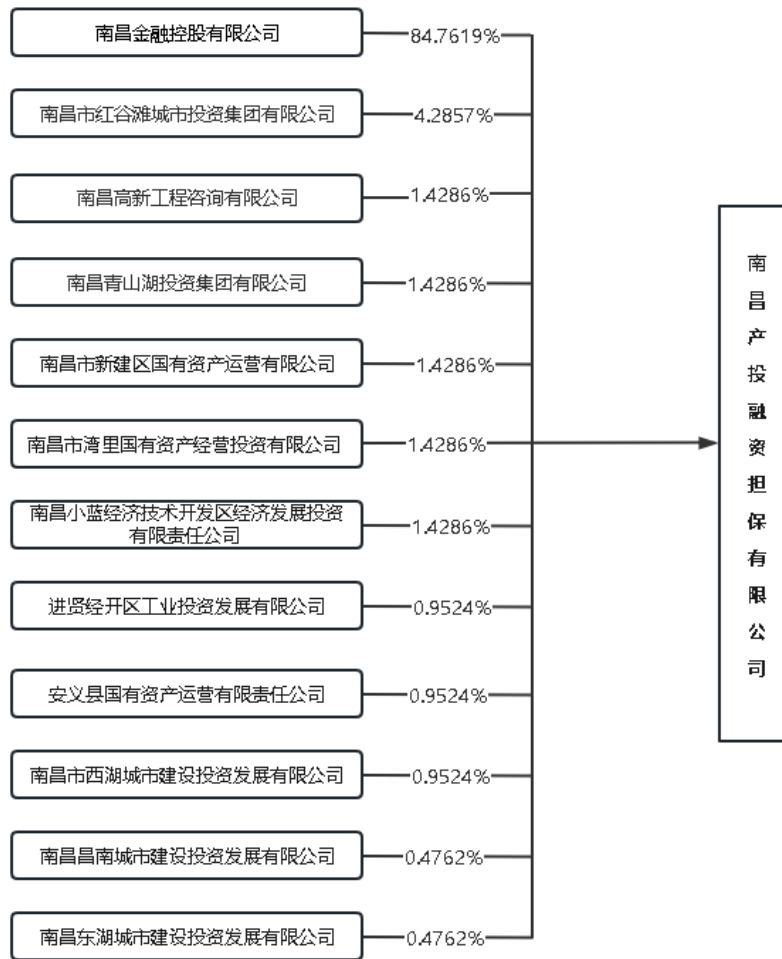 南昌金融控股有限公司
84.7619%
南昌市红谷滩城市投资集团有限公司
4.2857%
南昌高新工程咨询有限公司
1.4286%
南昌青山湖投资集团有限公司
1.4286%
南昌市新建区国有资产运营有限公司
1.4286%
南昌市湾里国有资产经营投资有限公司
1.4286%
南昌小蓝经济技术开发区经济发展投资
有限责任公司
1.4286%
进贤经开区工业投资发展有限公司
0.9524%
安义县国有资产运营有限责任公司
0.9524%
南昌市西湖城市建设投资发展有限公司
0.9524%
南昌昌南城市建设投资发展有限公司
0.4762%
南昌东湖城市建设投资发展有限公司
0.4762%
南昌产投融资担保有限公司